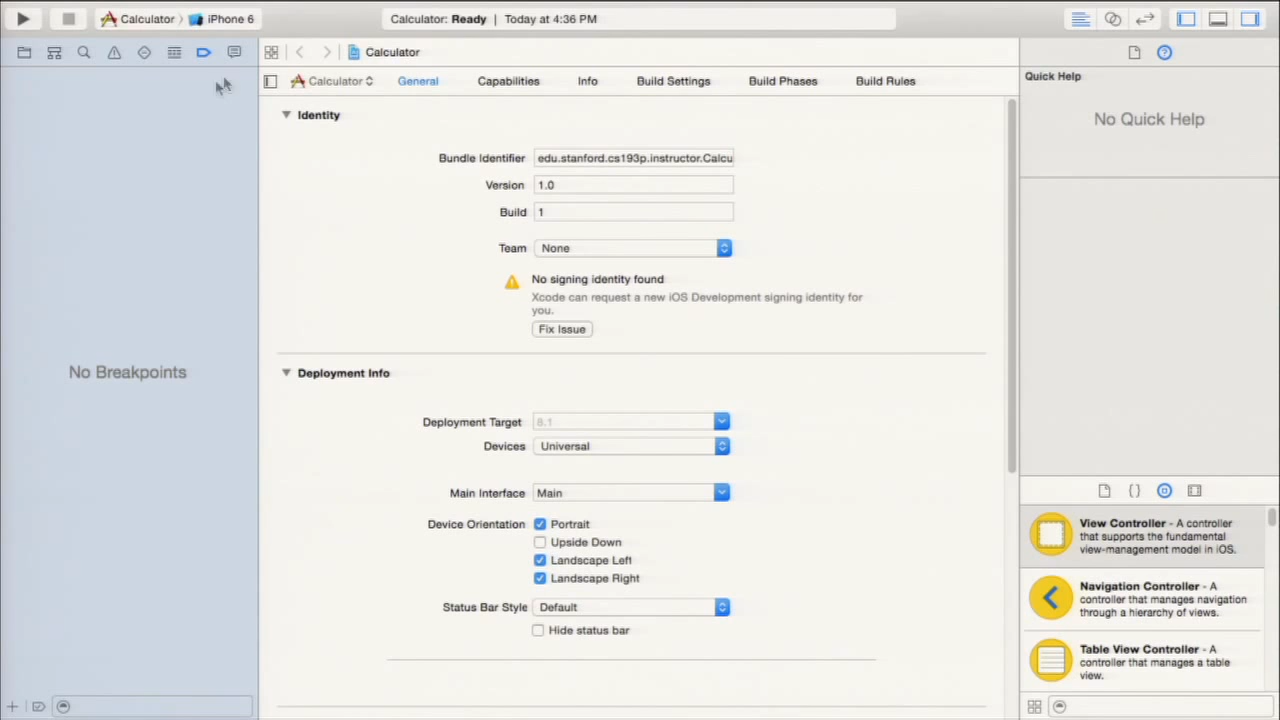 Calculator
iPhone 6
Calculator: Ready | Today at 4:36 PM
Calculator
Calculator
General
Capabilities
Info
Build Settings
Build Phases
Build Rules
Quick Help
No Quick Help
Identity
Bundle Identifier
edu.stanford.cs193p.instructor.Calcu
Version
1.0
Build
1
Team
None
No signing identity found
Xcode can request a new iOS Development signing identity for
you.
Fix Issue
No Breakpoints
Deployment Info
Deployment Target
8.1
Devices
Universal
Main Interface
Main
Device Orientation
Portrait
Upside Down
Landscape Left
Landscape Right
Status Bar Style
Default
Hide status bar
View Controller - A controller
that supports the fundamental
view-management model in iOS.
Navigation Controller - A
controller that manages navigation
through a hierarchy of views.
Table View Controller - A
controller that manages a table
view.